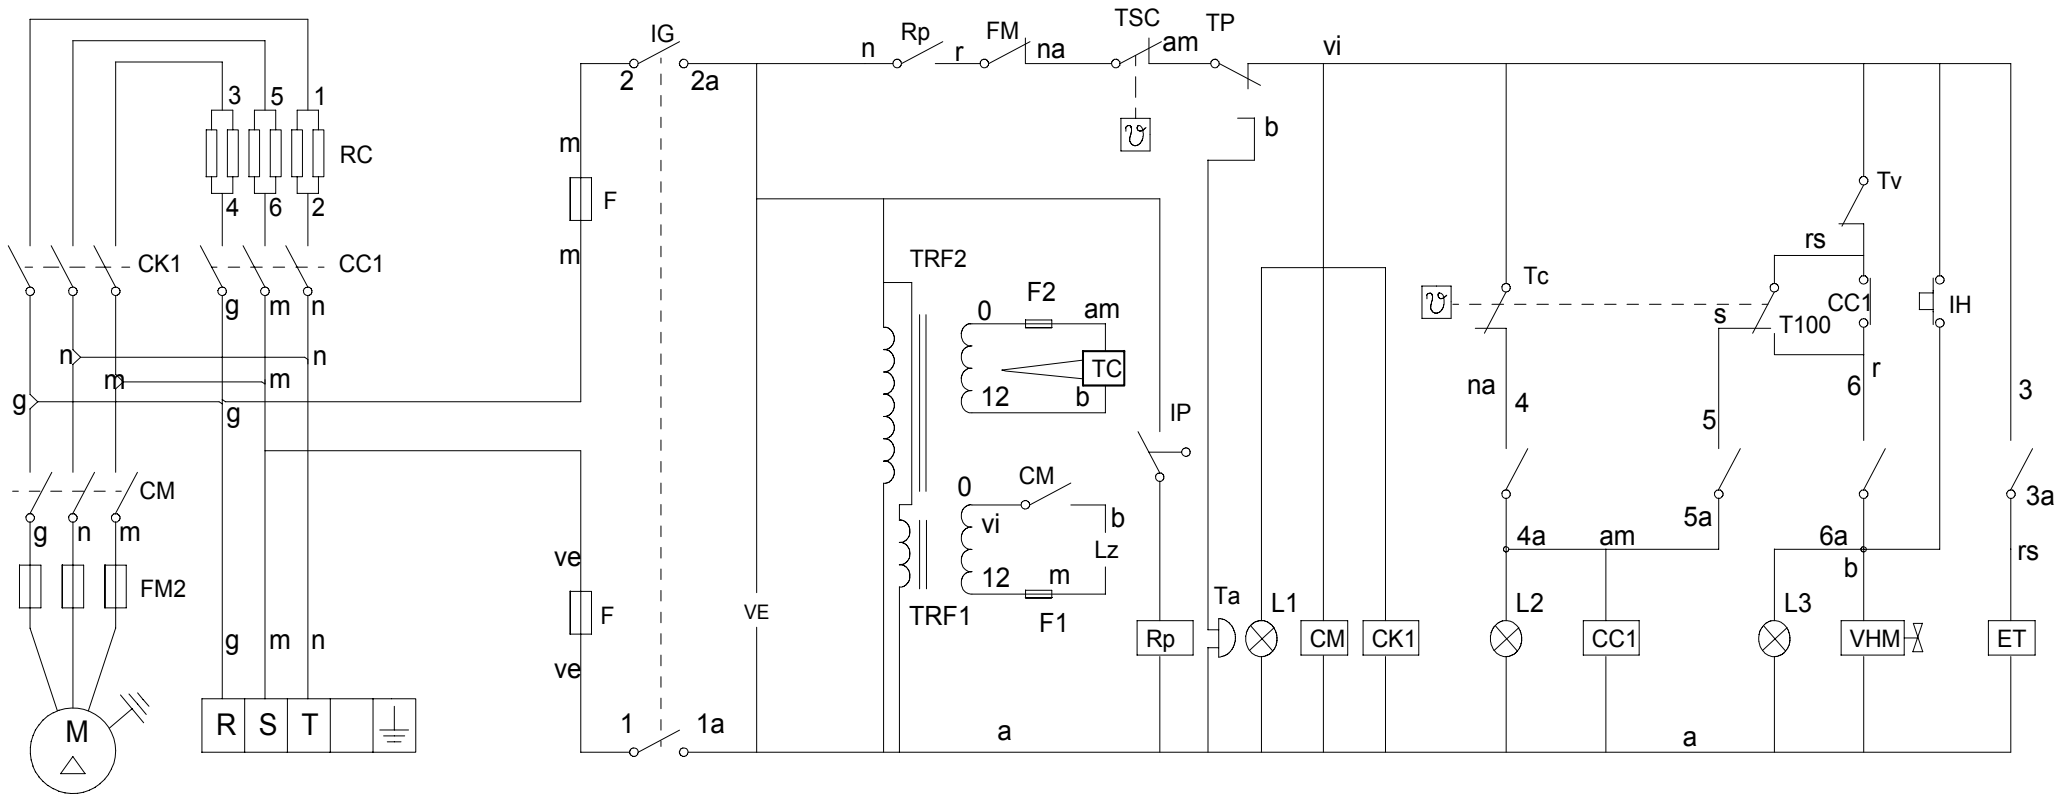 IG
2 2a
n Rp r FM na TSC am TP vi
3 5 1
RC
4 6 2
m
F
m
b
ϑ
Tv
rs
CK1
CC1
g m n
TRF2
0 F2 am
TC
12 b
ϑ
Tc
s
T100
CC1
IH
n n
m m
g g
na 4
5
6 r
3
IP
CM
g n m
0 CM
vi b
Lz
12 m
F1
TRF1
4a am 5a
6a
b
3a
rs
FM2
ve
F
ve
VE
Rp
Ta
L1
CM
CK1
L2
CC1
L3
VHM
ET
g m n
R S T
M
1 1a
a
a